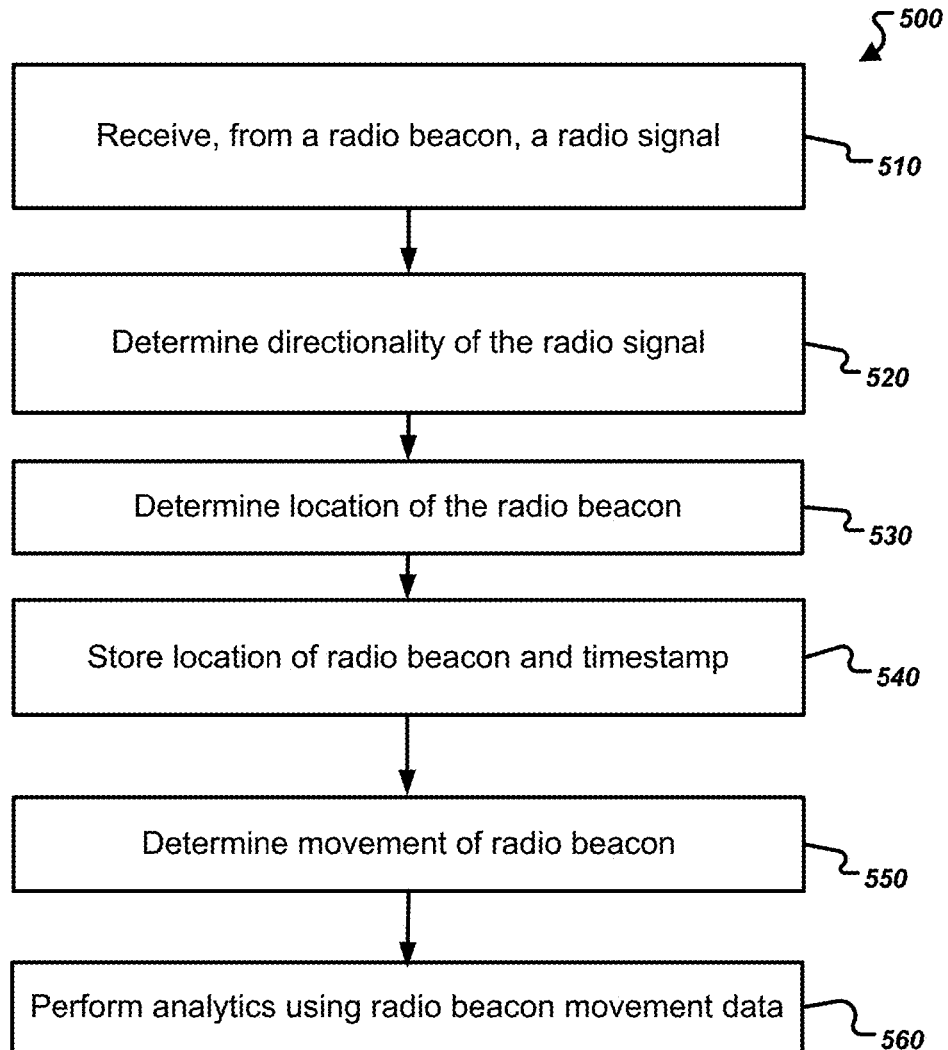 500
Receive, from a radio beacon, a radio signal
510
Determine directionality of the radio signal
520
Determine location of the radio beacon
530
Store location of radio beacon and timestamp
540
Determine movement of radio beacon
550
Perform analytics using radio beacon movement data
560